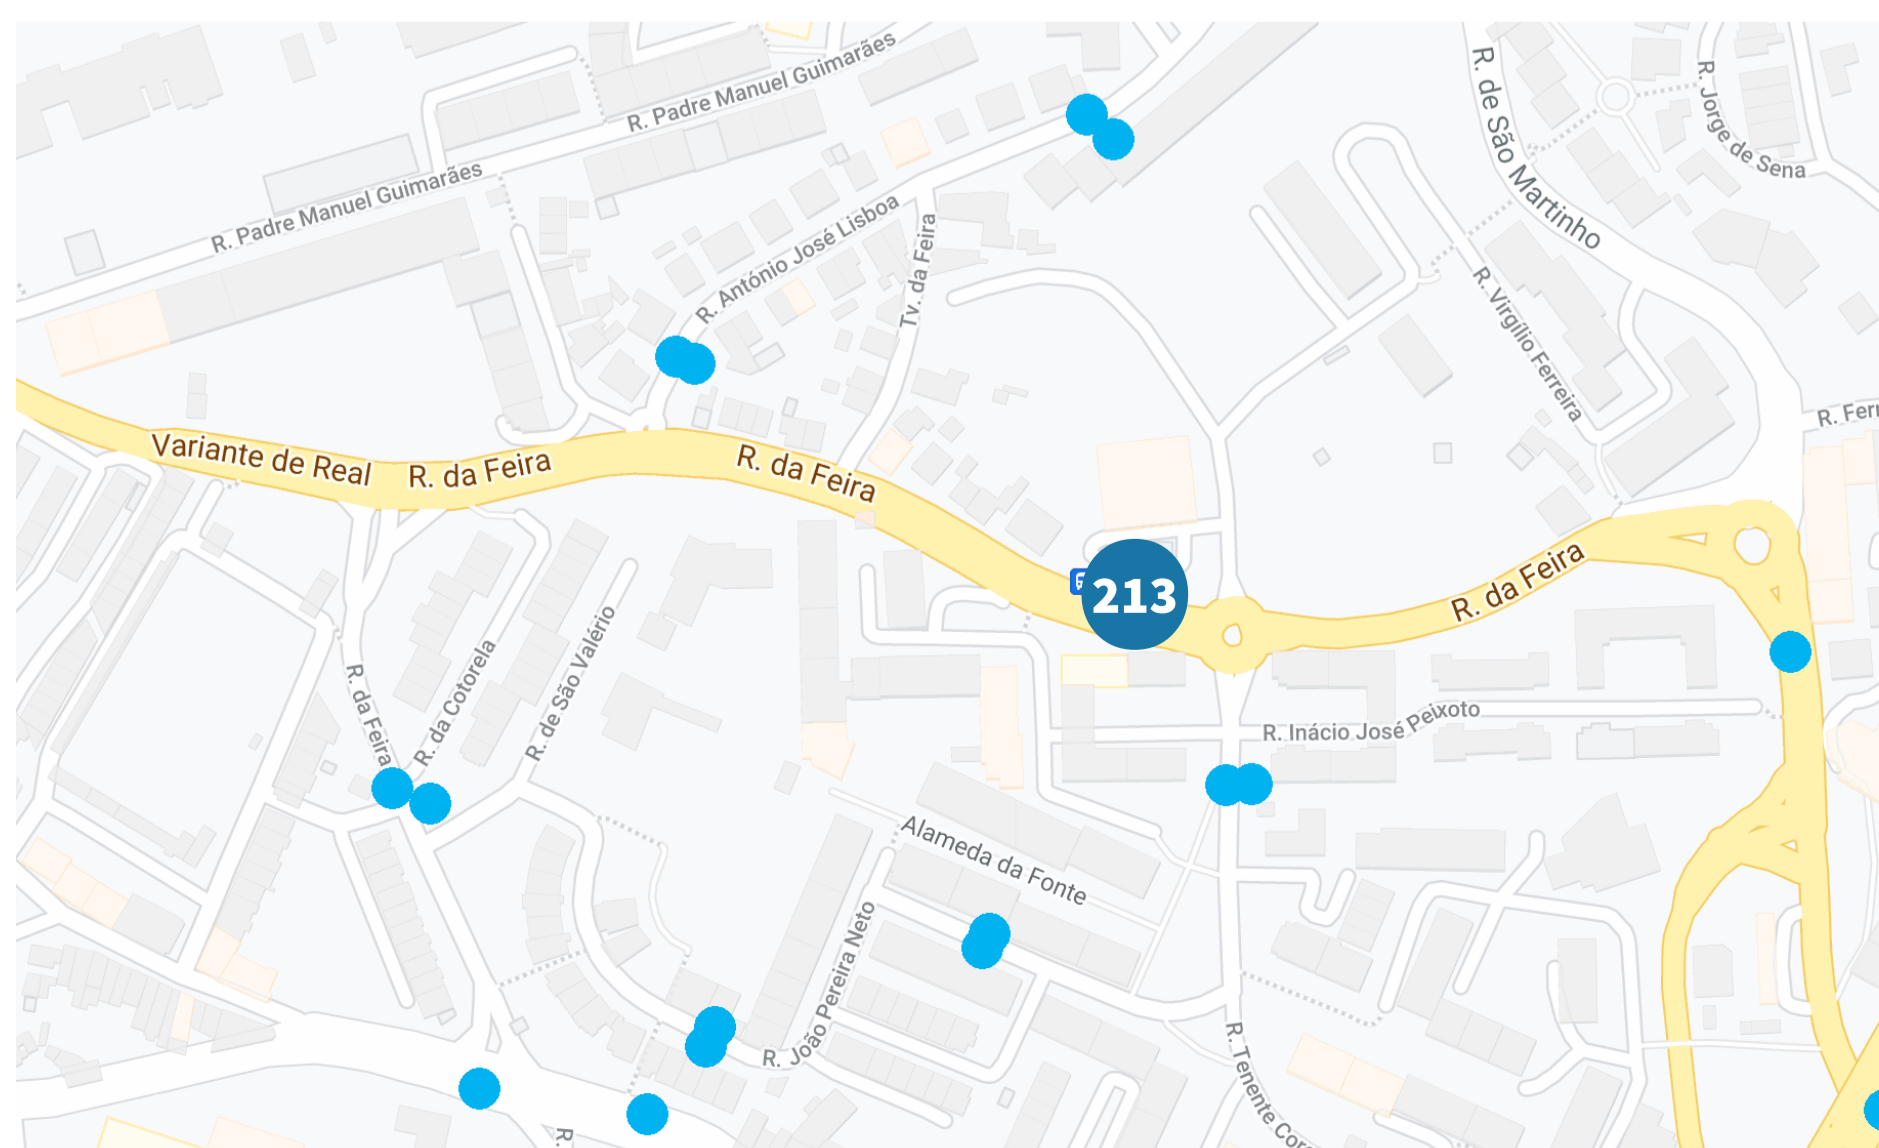 R. Padre Manuel Guimarães
R. Padre Manuel Guimarães
R. de São Martinho
R. Jorge de Sena
R. António José Lisboa
Tv. da Feira
R. Virgílio Ferreira
R. Ferr
Variante de Real
R. da Feira
R. da Feira
R. da Feira
213
R. da Feira
R. da Cotorela
R. de São Valério
R. Inácio José Peixoto
Alameda da Fonte
R. João Pereira Neto
R. Tenente Coro
R.